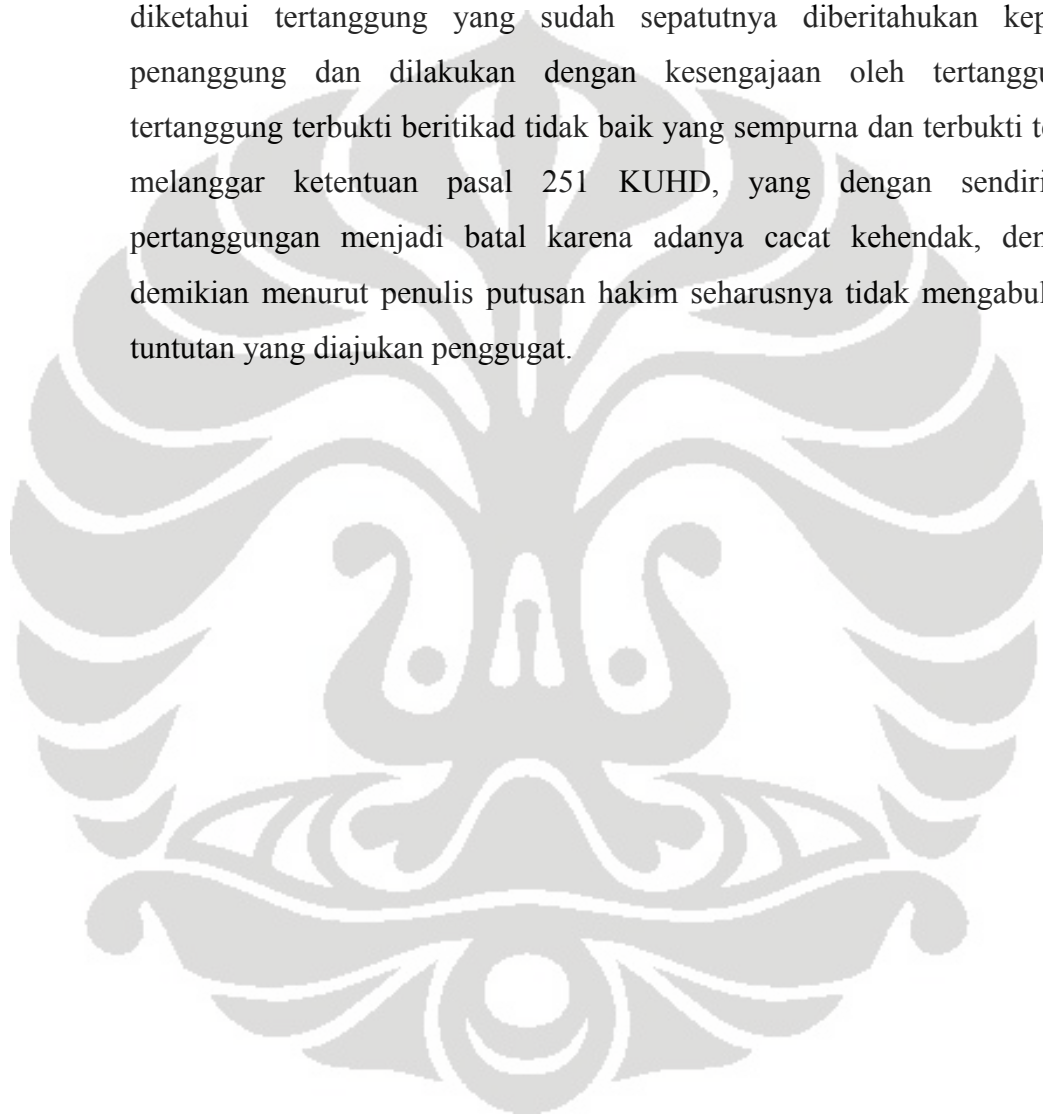 diketahui tertanggung yang sudah sepatutnya diberitahukan kep
penanggung dan dilakukan dengan kesengajaan oleh tertanggu
tertanggung terbukti beritikad tidak baik yang sempurna dan terbukti te
melanggar ketentuan pasal 251 KUHD, yang dengan sendiri
pertanggungan menjadi batal karena adanya cacat kehendak, den
demikian menurut penulis putusan hakim seharusnya tidak mengabul
tuntutan yang diajukan penggugat.